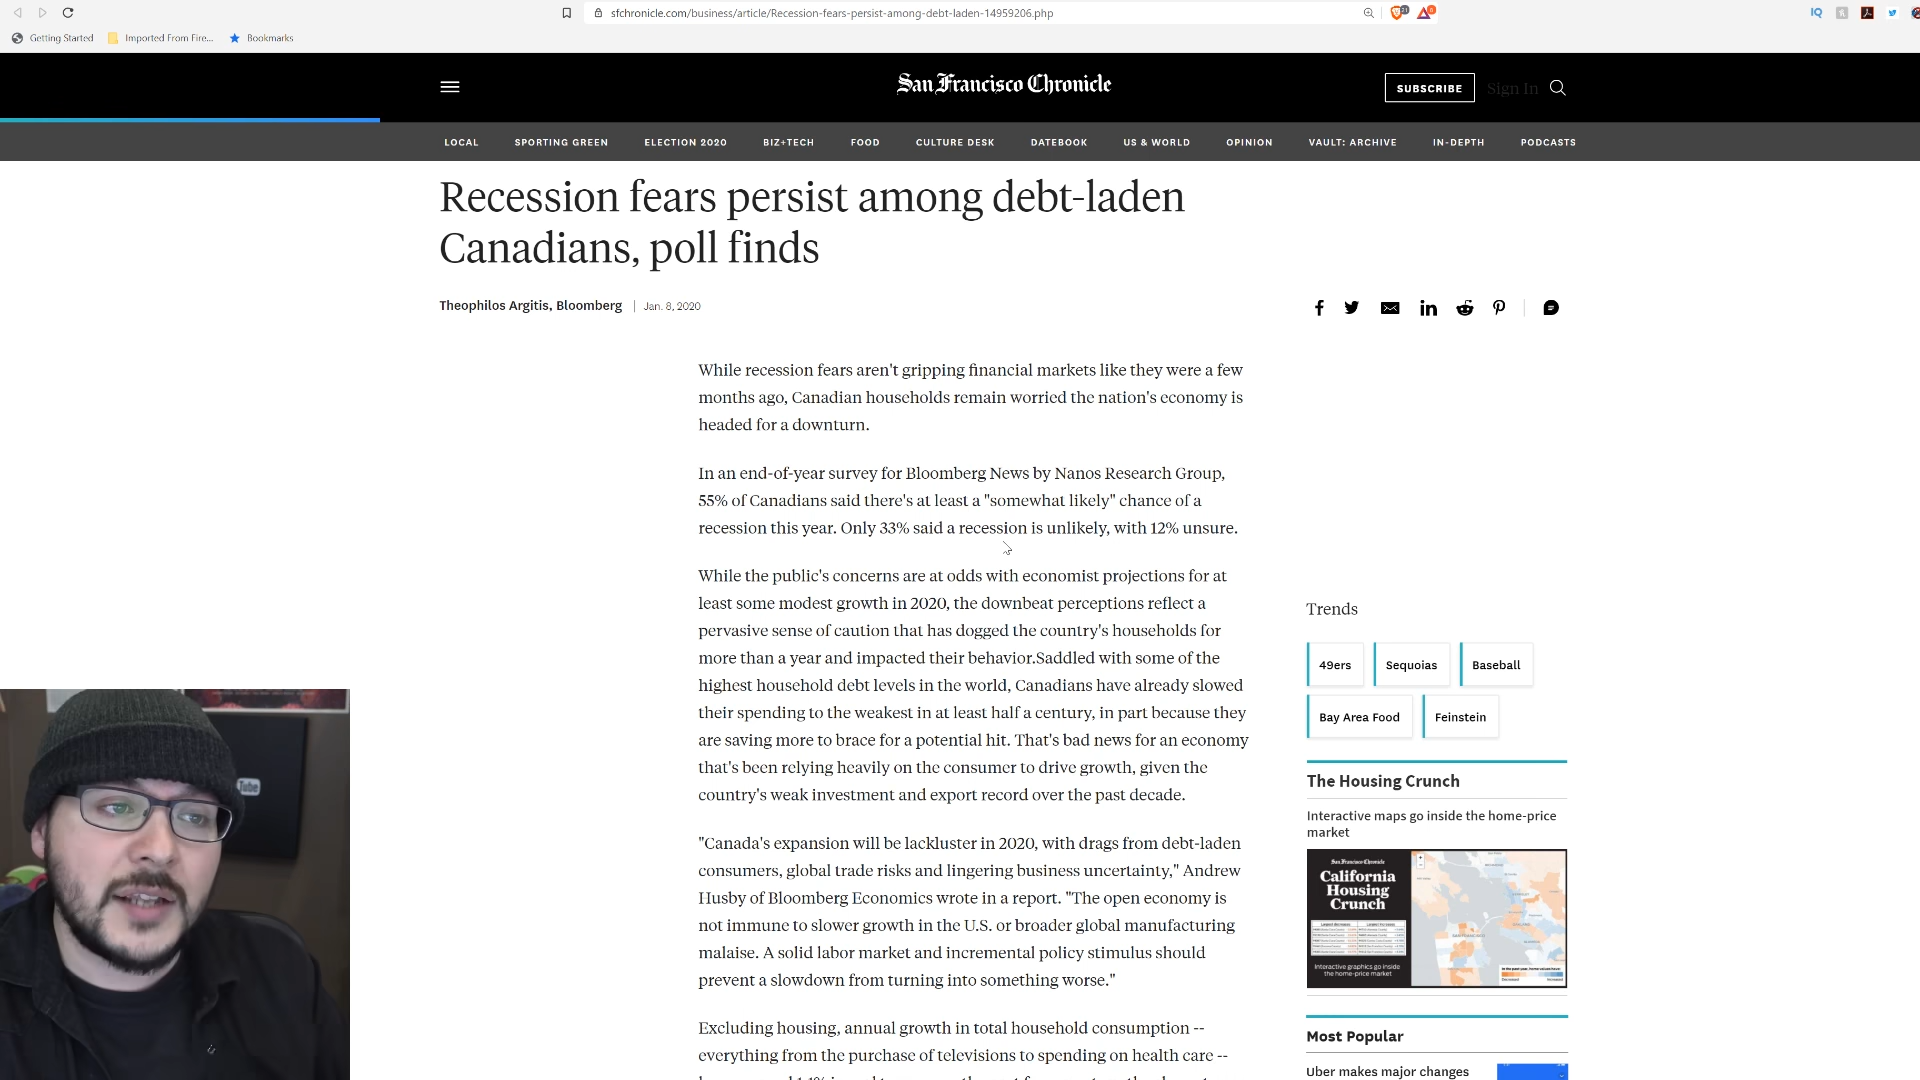 sfchronicle.com/business/article/Recession-fears-persist-among-debt-laden-14959206.php
Getting Started
Imported From Fire...
Bookmarks
San Francisco Chronicle
SUBSCRIBE
Sign In
LOCAL SPORTING GREEN ELECTION 2020 BIZ+TECH FOOD CULTURE DESK DATEBOOK US & WORLD OPINION VAULT: ARCHIVE IN-DEPTH PODCASTS
Recession fears persist among debt-laden
Canadians, poll finds
Theophilos Argitis, Bloomberg | Jan. 8, 2020
While recession fears aren't gripping financial markets like they were a few
months ago, Canadian households remain worried the nation's economy is
headed for a downturn.
In an end-of-year survey for Bloomberg News by Nanos Research Group,
55% of Canadians said there's at least a "somewhat likely" chance of a
recession this year. Only 33% said a recession is unlikely, with 12% unsure.
While the public's concerns are at odds with economist projections for at
least some modest growth in 2020, the downbeat perceptions reflect a
pervasive sense of caution that has dogged the country's households for
more than a year and impacted their behavior.Saddled with some of the
highest household debt levels in the world, Canadians have already slowed
their spending to the weakest in at least half a century, in part because they
are saving more to brace for a potential hit. That's bad news for an economy
that's been relying heavily on the consumer to drive growth, given the
country's weak investment and export record over the past decade.
"Canada's expansion will be lackluster in 2020, with drags from debt-laden
consumers, global trade risks and lingering business uncertainty," Andrew
Husby of Bloomberg Economics wrote in a report. "The open economy is
not immune to slower growth in the U.S. or broader global manufacturing
malaise. A solid labor market and incremental policy stimulus should
prevent a slowdown from turning into something worse."
Excluding housing, annual growth in total household consumption --
everything from the purchase of televisions to spending on health care --
Trends
49ers
Sequoias
Baseball
Bay Area Food
Feinstein
The Housing Crunch
Interactive maps go inside the home-price
market
San Francisco Chronicle
California
Housing
Crunch
Interactive graphics go inside
the home-price market
Most Popular
Uber makes major changes
Tube
IQ